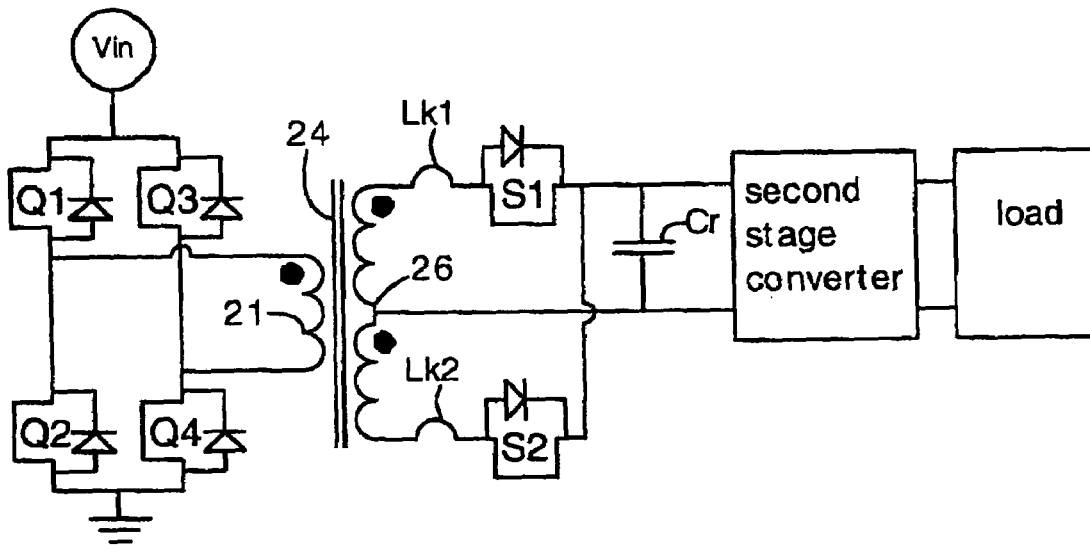 Vin
Q1
Q3
24
Lk1
S1
second
stage
converter
load
Cr
26
21
Lk2
Q2
Q4
S2